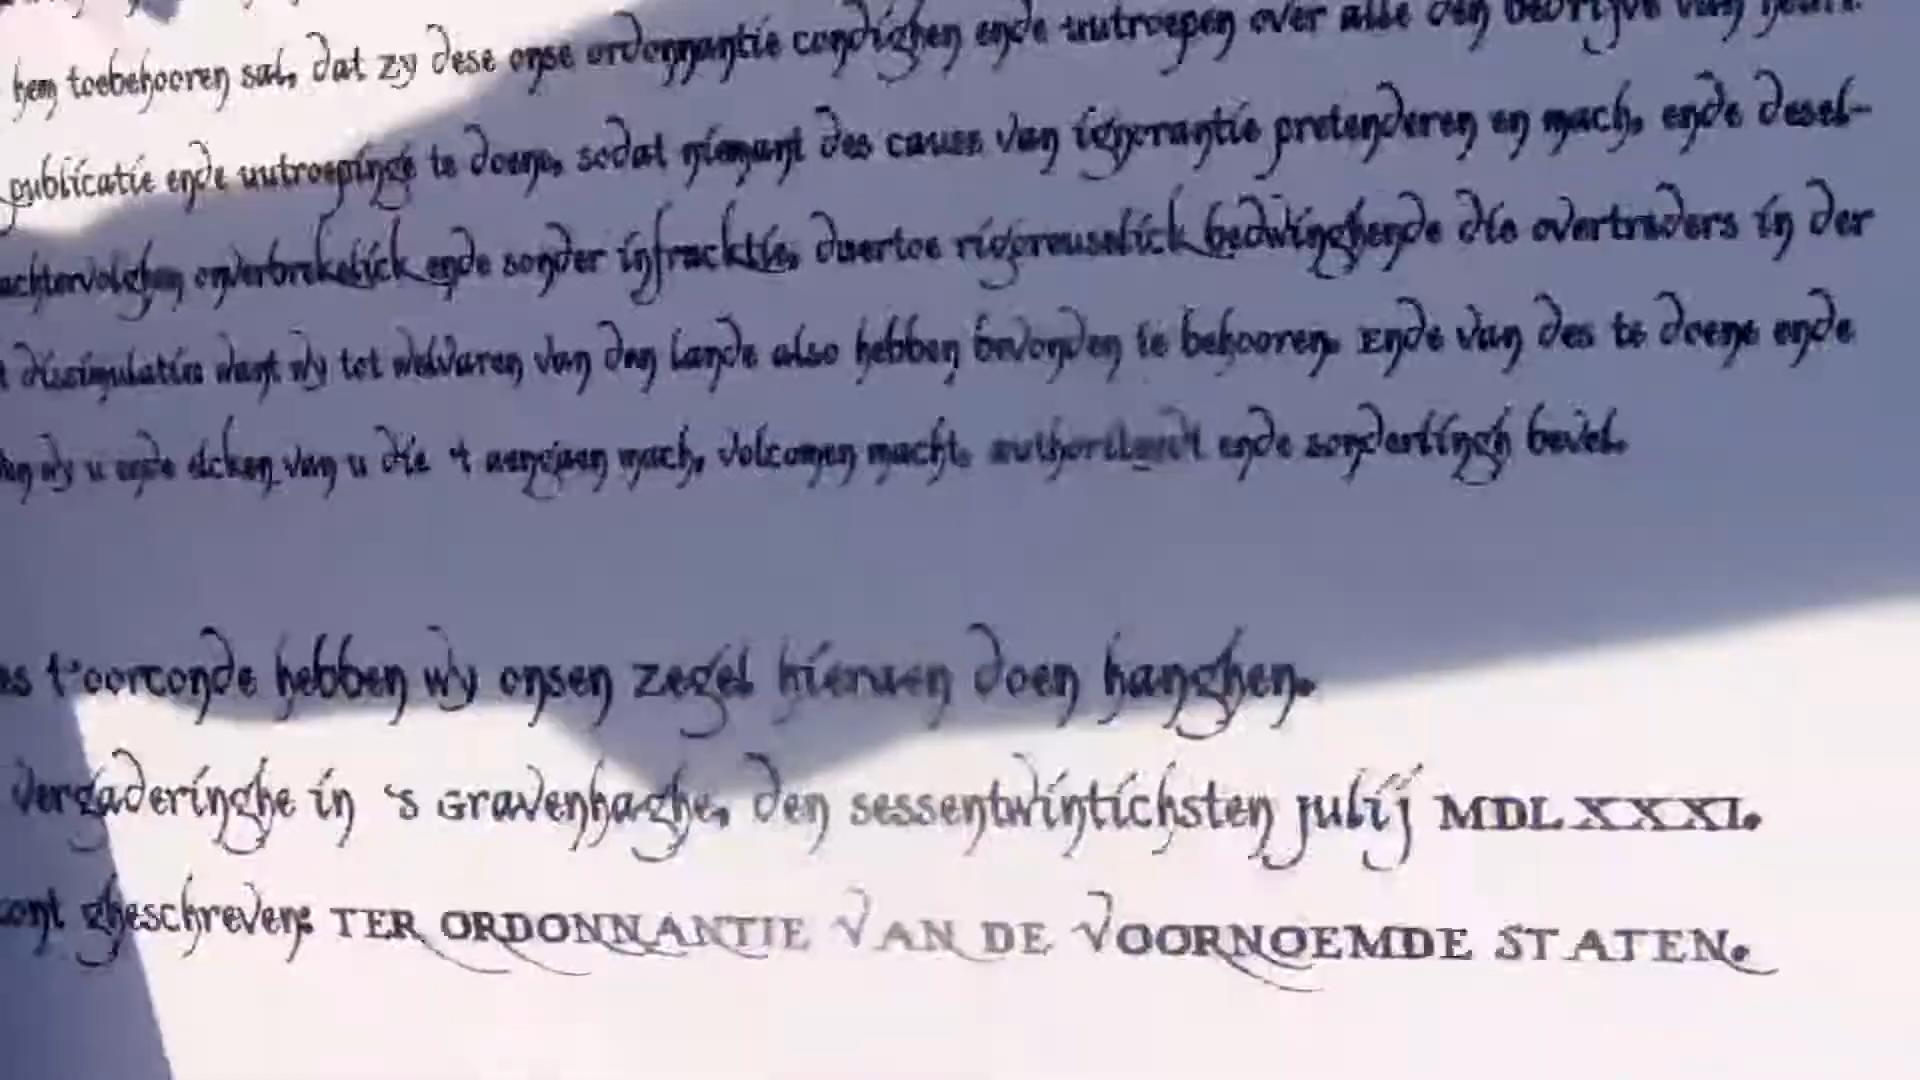 hem toebehooren sal, dat zy dese onse ordonnantie condighen ende uutroepen over alle den bedrijve van
publicatie ende uutroepinge te doene, sodat niemant des cause van ignorantie pretenderen en mach, ende desel-
achtervolghen onverbrekelick ende sonder infracktie, daertoe rigoreuselick bedwinghende die overtreders in der
dissimulatie want wy tot welvaren van den lande also hebben bevonden te behooren. Ende van des te doene ende
wy u ende elcken van u die 't aengaen mach, volcomen macht, authoriteyt ende sonderlingh bevel.
t'oorconde hebben wy onsen zegel hieraen doen hanghen.
vergaderinghe in 's Gravenhaghe, den sessentwintichsten julij MDLXXXI.
ghescreven: TER ORDONNANTIE VAN DE VOORNOEMDE STATEN.